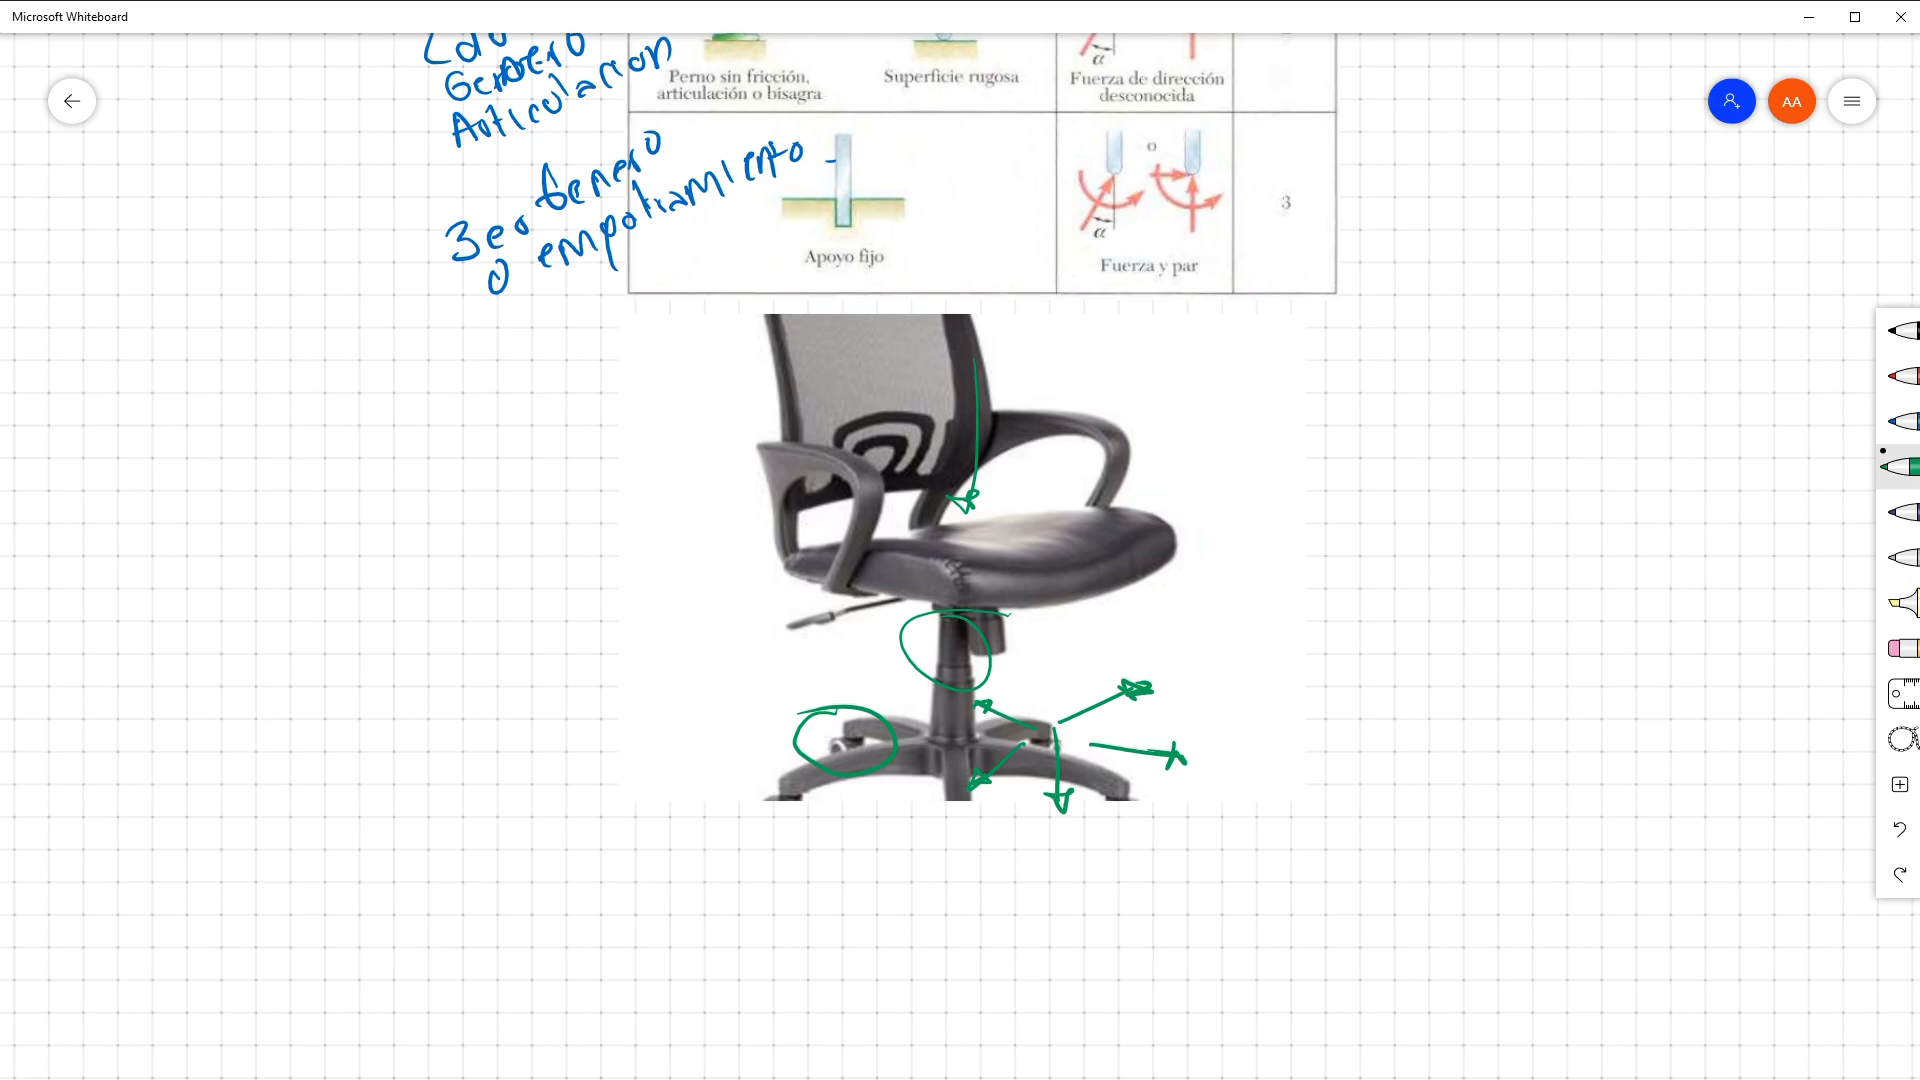 Microsoft Whiteboard
2do
Genero
Articulacion
Perno sin fricción,
articulación o bisagra
Superficie rugosa
α
Fuerza de dirección
desconocida
AA
3er Genero
o empotramiento
Apoyo fijo
o
α
Fuerza y par
3